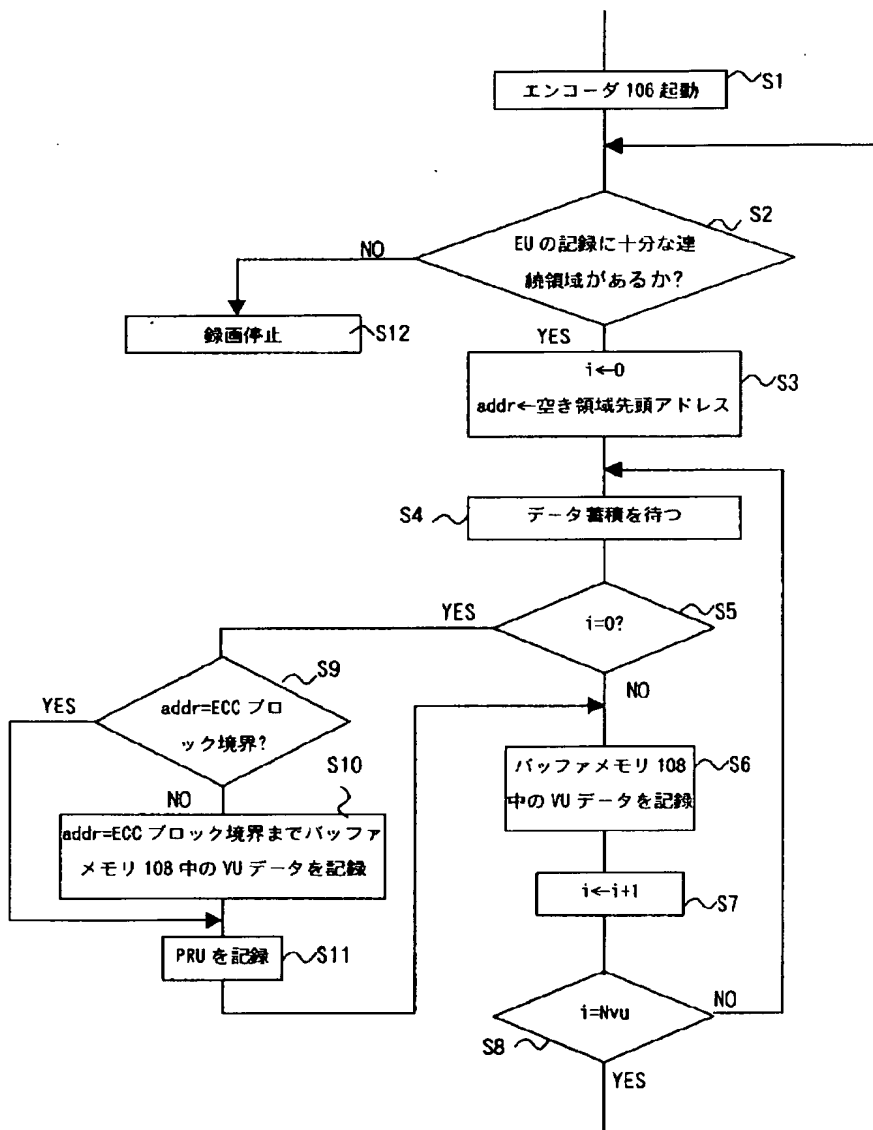 エンコーダ 106 起動
S1
S2
EU の記録に十分な連
続領域があるか?
NO
録画停止
S12
YES
i←0
addr←空き領域先頭アドレス
S3
S4
データ蓄積を待つ
YES
i=0?
S5
S9
NO
YES
addr=ECC ブロ
ック境界?
S10
バッファメモリ 108
中の VU データを記録
S6
NO
addr=ECC ブロック境界までバッファ
メモリ 108 中の VU データを記録
i←i+1
S7
PRU を記録
S11
i=Nvu
NO
S8
YES